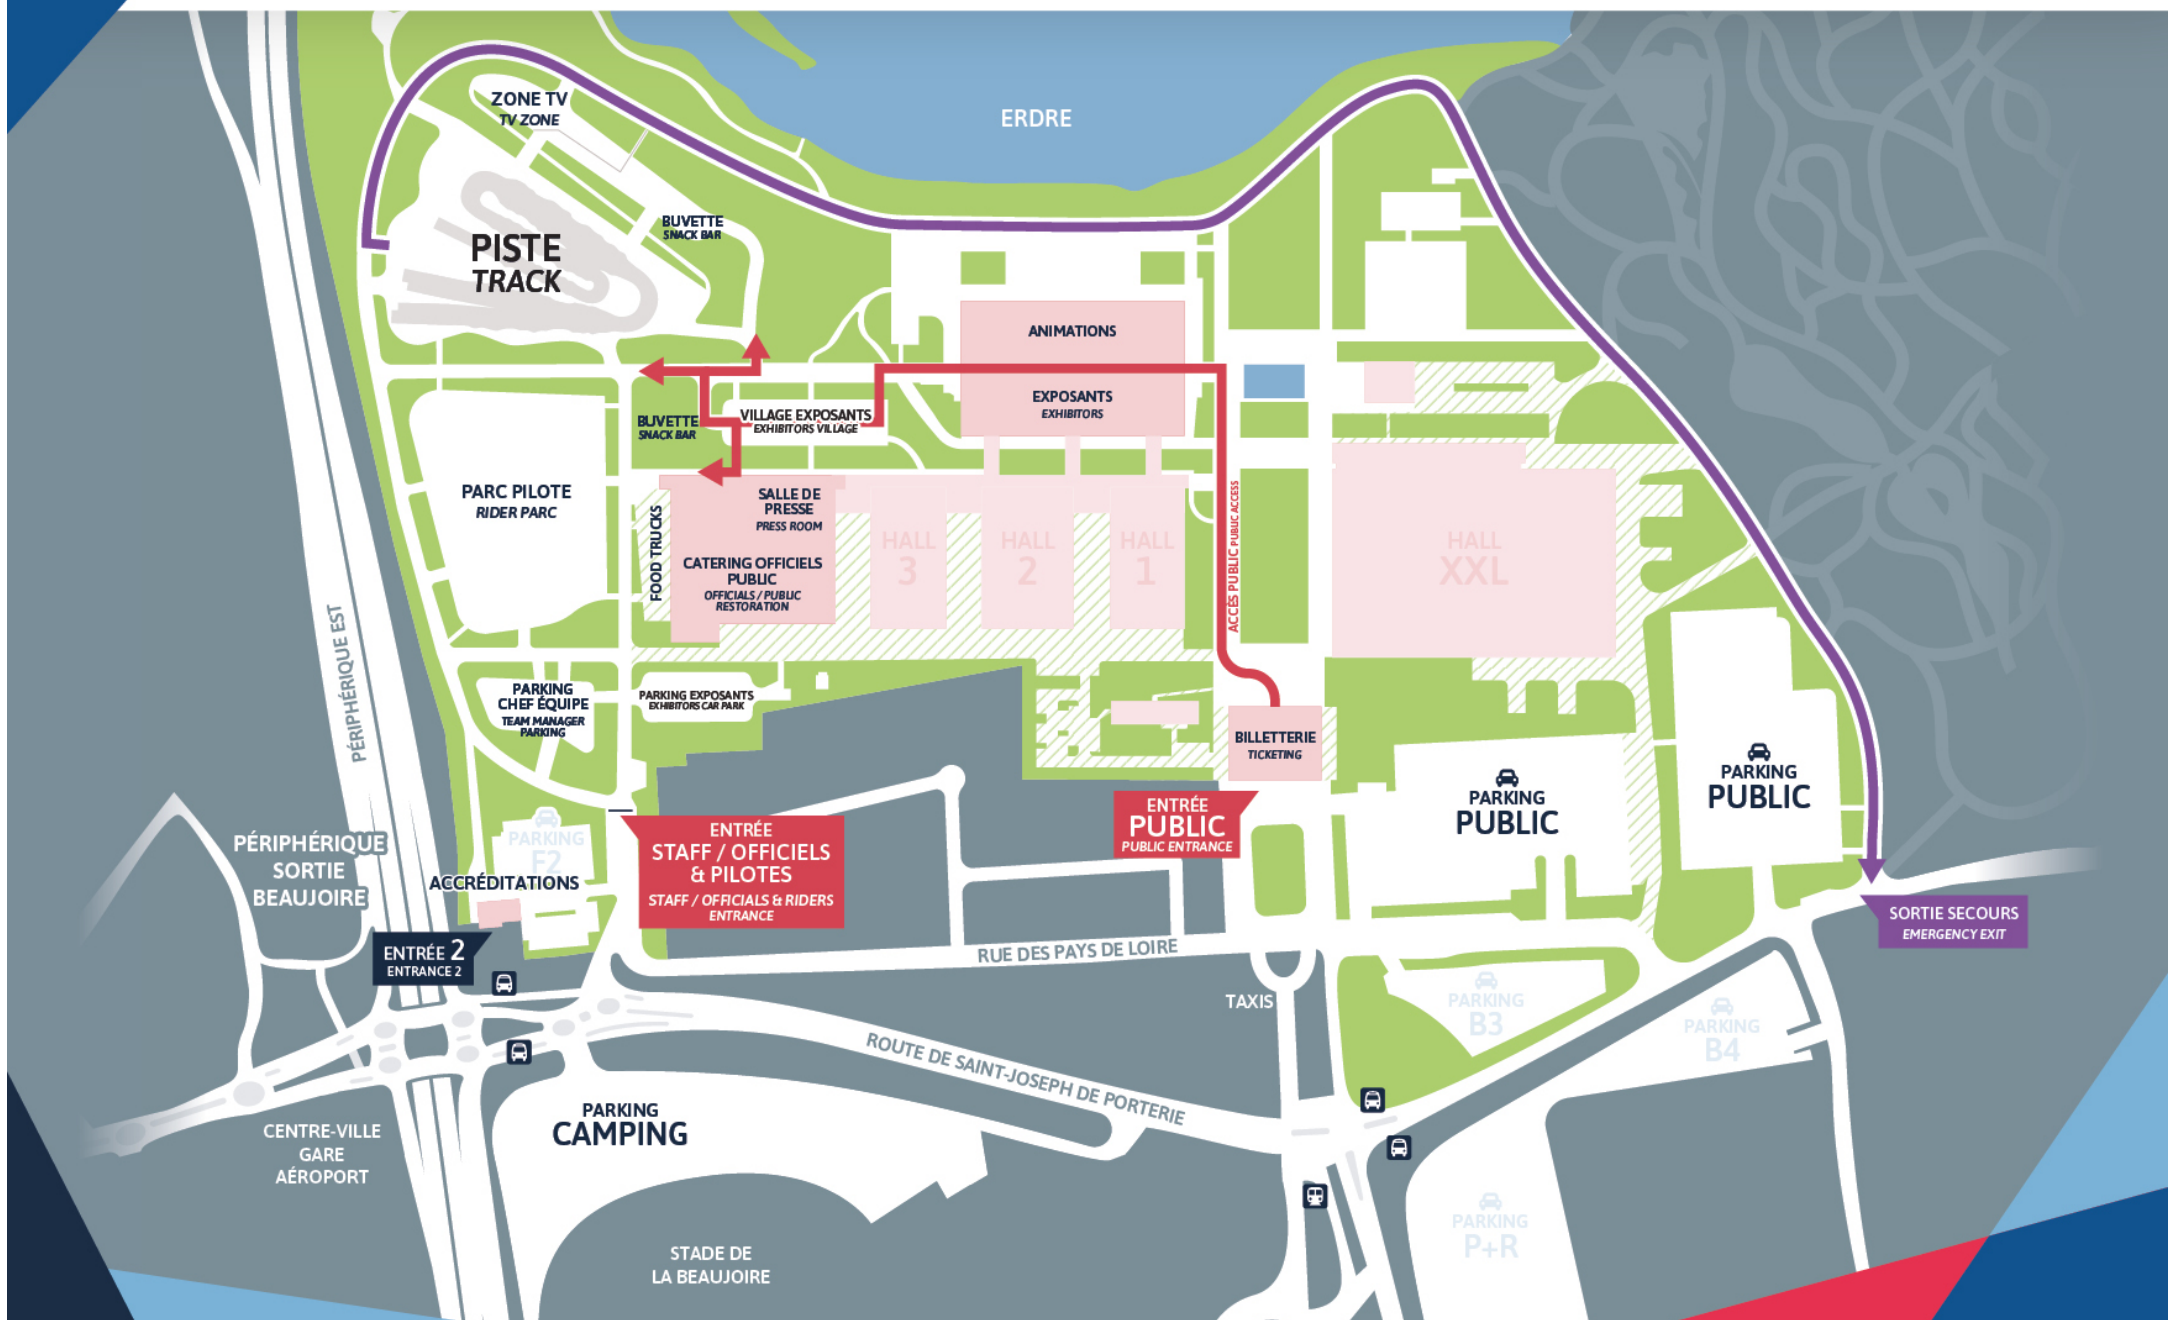 ERDRE
ZONE TV
TV ZONE
BUVETTE
SNACK BAR
PISTE
TRACK
ANIMATIONS
EXPOSANTS
EXHIBITORS
VILLAGE EXPOSANTS
EXHIBITORS VILLAGE
BUVETTE
SNACK BAR
PARC PILOTE
RIDER PARC
FOOD TRUCKS
SALLE DE
PRESSE
PRESS ROOM
CATERING OFFICIELS
PUBLIC
OFFICIALS / PUBLIC
RESTORATION
HALL
3
HALL
2
HALL
1
ACCÈS PUBLIC PUBLIC ACCESS
HALL
XXL
PÉRIPHÉRIQUE EST
PARKING
CHEF ÉQUIPE
TEAM MANAGER
PARKING
PARKING EXPOSANTS
EXHIBITORS CAR PARK
BILLETTERIE
TICKETING
PARKING
PUBLIC
PARKING
PUBLIC
ENTRÉE
PUBLIC
PUBLIC ENTRANCE
PÉRIPHÉRIQUE
SORTIE
BEAUJOIRE
PARKING
F2
ACCRÉDITATIONS
ENTRÉE
STAFF / OFFICIELS
& PILOTES
STAFF / OFFICIALS & RIDERS
ENTRANCE
SORTIE SECOURS
EMERGENCY EXIT
ENTRÉE 2
ENTRANCE 2
RUE DES PAYS DE LOIRE
TAXIS
PARKING
B3
PARKING
B4
ROUTE DE SAINT-JOSEPH DE PORTERIE
PARKING
CAMPING
CENTRE-VILLE
GARE
AÉROPORT
PARKING
P+R
STADE DE
LA BEAUJOIRE